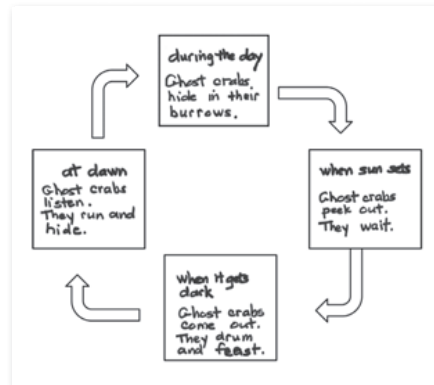 during the day
Ghost crabs
hide in their
burrows.
when sun sets
Ghost crabs
peek out.
They wait.
when it gets
dark
Ghost crabs
come out.
They drum
and feast.
at dawn
Ghost crabs
listen.
They run and
hide.